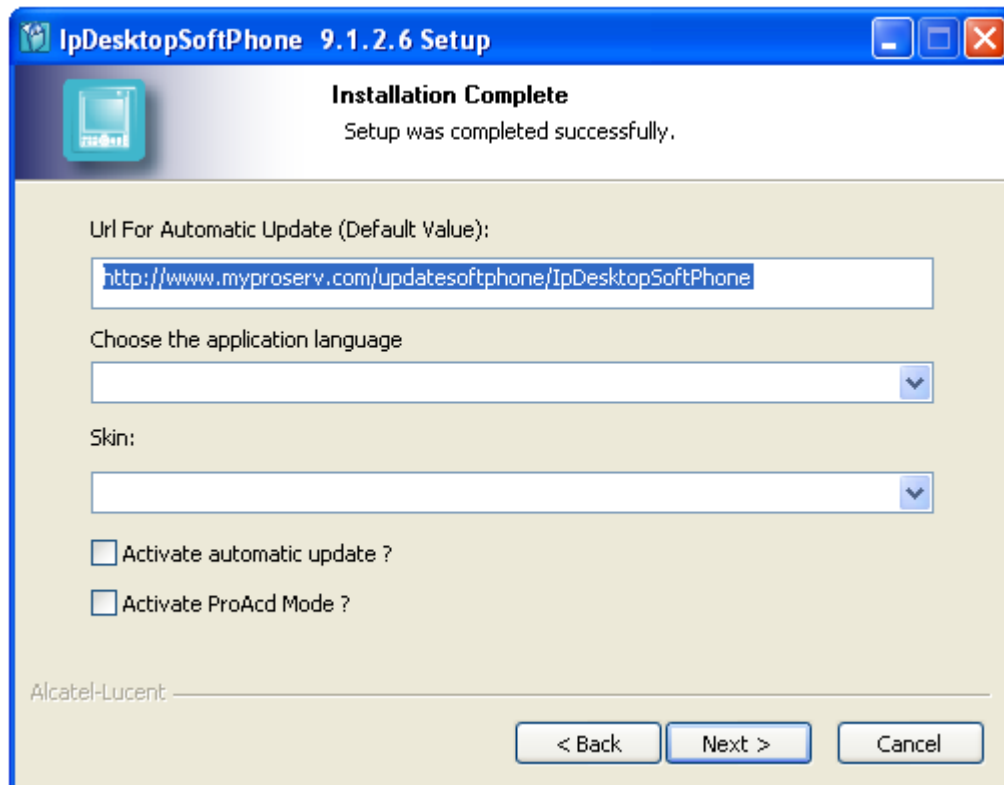 IpDesktopSoftPhone 9.1.2.6 Setup
Installation Complete
Setup was completed successfully.
Url For Automatic Update (Default Value):
http://www.myproserv.com/updatesoftphone/IpDesktopSoftPhone
Choose the application language
Skin:
Activate automatic update ?
Activate ProAcd Mode ?
Alcatel-Lucent
< Back Next > Cancel